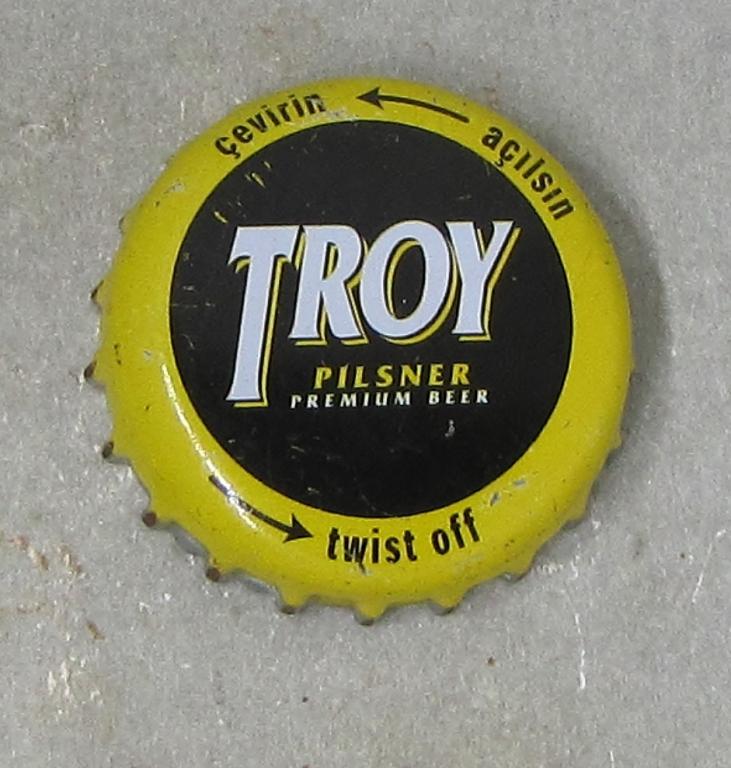 çevirin açılsın
TROY
PILSNER
PREMIUM BEER
twist off